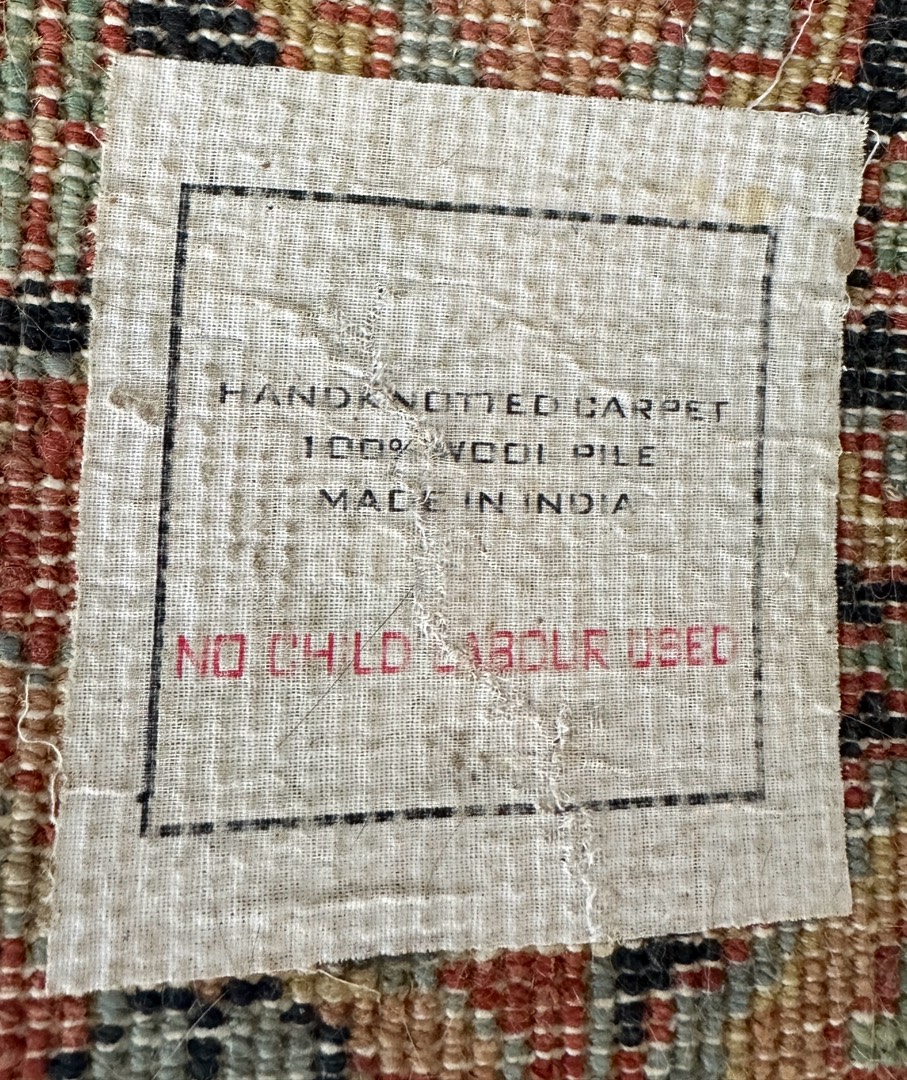 HANDKNOTTED CARPET
100% WOOL PILE
MADE IN INDIA
NO CHILD LABOUR USED